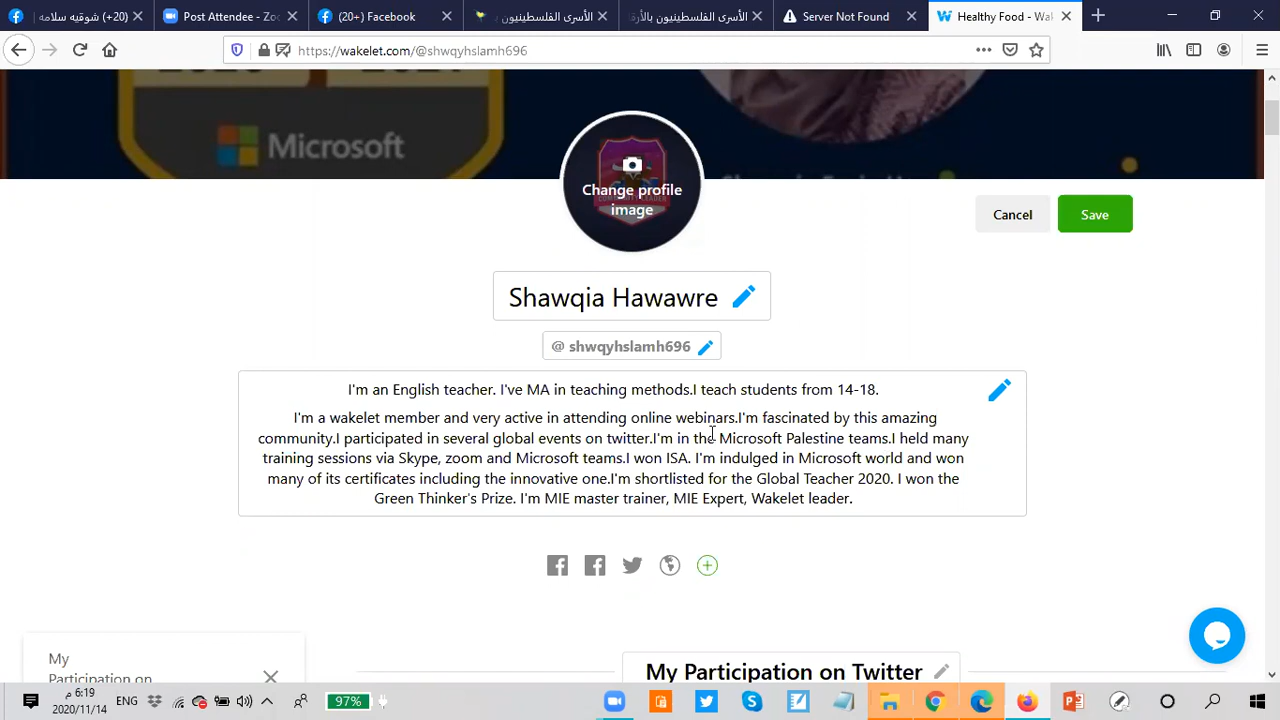 (20+) شوقيه سلامه
Post Attendee - Zoo
(20+) Facebook
الأسرى الفلسطينيون
الأسرى الفلسطينيون بالأرق
Server Not Found
Healthy Food - Wak
https://wakelet.com/@shwqyhslamh696
Microsoft
Change profile
image
Cancel
Save
Shawqia Hawawre
@ shwqyhslamh696
I'm an English teacher. I've MA in teaching methods.I teach students from 14-18.
I'm a wakelet member and very active in attending online webinars.I'm fascinated by this amazing
community.I participated in several global events on twitter.I'm in the Microsoft Palestine teams.I held many
training sessions via Skype, zoom and Microsoft teams.I won ISA. I'm indulged in Microsoft world and won
many of its certificates including the innovative one.I'm shortlisted for the Global Teacher 2020. I won the
Green Thinker's Prize. I'm MIE master trainer, MIE Expert, Wakelet leader.
My
Participation on
My Participation on Twitter
6:19 م
2020/11/14
ENG
97%